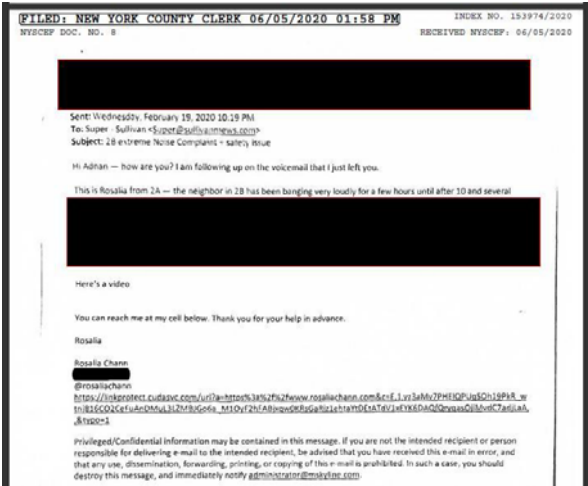 FILED: NEW YORK COUNTY CLERK 06/05/2020 01:58 PM
INDEX NO. 153974/2020
NYSCEF DOC. NO. 8
RECEIVED NYSCEF: 06/05/2020
Sent: Wednesday, February 19, 2020 10:19 PM
To: Super - Sullivan <Super@sullivanmews.com>
Subject: 2B extreme Noise Complaint – safety issue
Hi Adnan — how are you? I am following up on the voicemail that I just left you.
This is Rosalia from 2A — the neighbor in 2B has been banging very loudly for a few hours until after 10 and several
Here's a video
You can reach me at my cell below. Thank you for your help in advance.
Rosalia
Rosalia Chann
@rosaliachann
Privileged/Confidential information may be contained in this message. If you are not the intended recipient or person
responsible for delivering e-mail to the intended recipient, be advised that you have received this e-mail in error, and
that any use, dissemination, forwarding, printing, or copying of this e-mail is prohibited. In such a case, you should
destroy this message, and immediately notify administrator@mskyline.com.